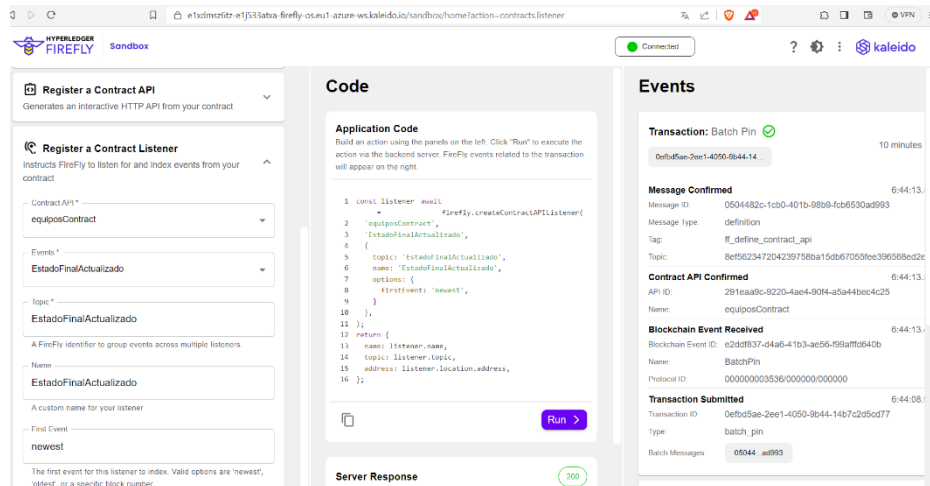 e1xdmsz6tz-e1j533atxa-firefly-os.eu1-azure-ws.kaleido.io/sandbox/home?action=contracts.listener
VPN
HYPERLEDGER
FIREFLY
Sandbox
Connected
?
kaleido
Register a Contract API
Generates an interactive HTTP API from your contract
Register a Contract Listener
Instructs FireFly to listen for and index events from your
contract
Contract API *
equiposContract
Events *
EstadoFinalActualizado
Topic *
EstadoFinalActualizado
A FireFly identifier to group events across multiple listeners.
Name
EstadoFinalActualizado
A custom name for your listener
First Event
newest
The first event for this listener to index. Valid options are 'newest',
'oldest', or a specific block number.
Code
Application Code
Build an action using the panels on the left. Click "Run" to execute the
action via the backend server. FireFly events related to the transaction
will appear on the right.
1 const listener await
= firefly.createContractAPIListener(
2 'equiposContract',
3 'EstadoFinalActualizado',
4 {
5 topic: 'EstadoFinalActualizado',
6 name: 'EstadoFinalActualizado',
7 options: {
8 firstEvent: 'newest',
9 }
10 },
11 );
12 return {
13 name: listener.name,
14 topic: listener.topic,
15 address: listener.location.address,
16 };
Run
Server Response
200
Events
Transaction: Batch Pin
10 minutes
0efbd5ae-2ee1-4050-9b44-14...
Message Confirmed 6:44:13.
Message ID: 0504482c-1cb0-401b-98b9-fcb6530ad993
Message Type: definition
Tag: ff_define_contract_api
Topic: 8ef562347204239758ba15db67055fee396568ed2e
Contract API Confirmed 6:44:13.
API ID: 291eaa9c-9220-4ae4-90f4-a5a44bec4c25
Name: equiposContract
Blockchain Event Received 6:44:13.
Blockchain Event ID: e2ddf837-d4a6-41b3-ae56-f99afffd640b
Name: BatchPin
Protocol ID: 000000003536/000000/000000
Transaction Submitted 6:44:08.
Transaction ID: 0efbd5ae-2ee1-4050-9b44-14b7c2d5cd77
Type: batch_pin
Batch Messages 05044...ad993